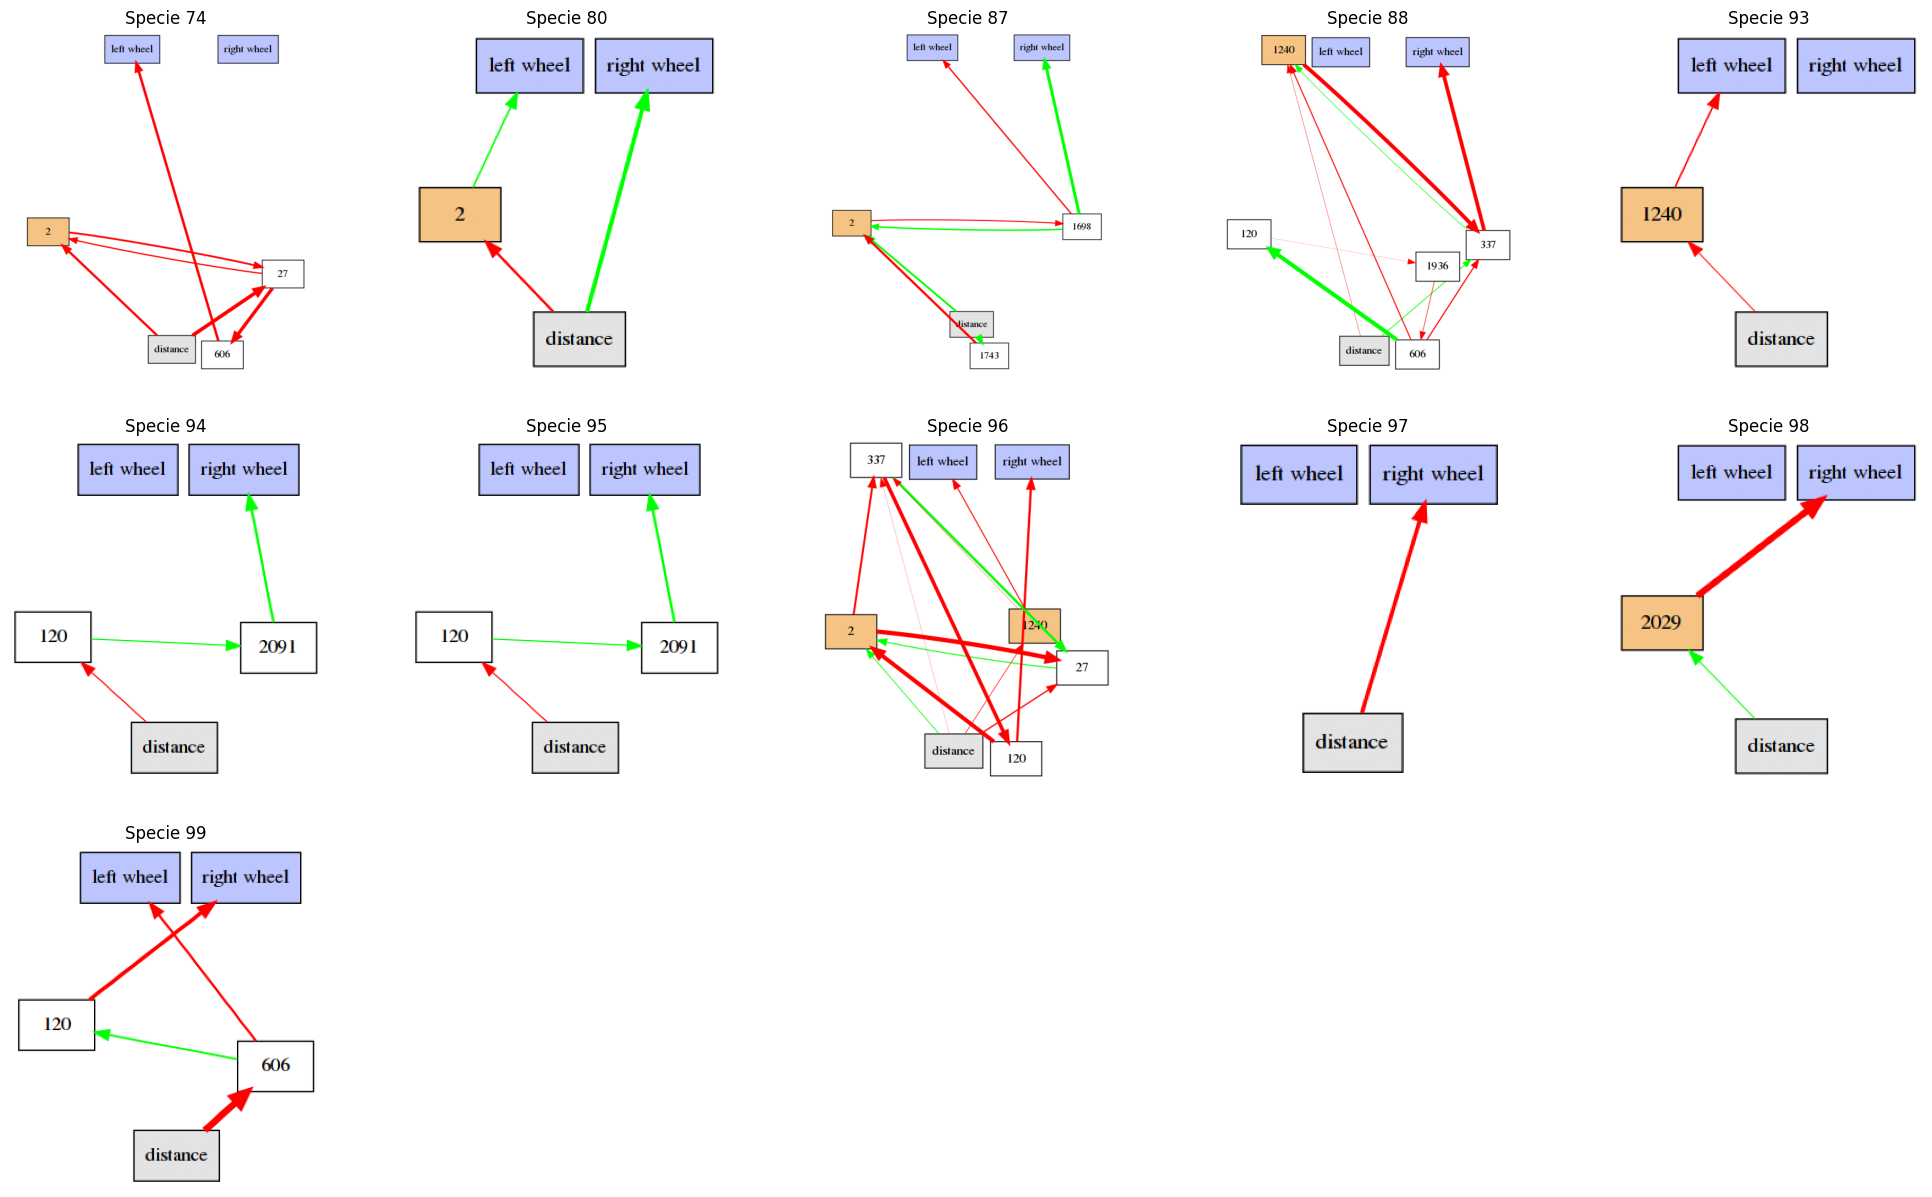 Specie 74
left wheel
right wheel
2
27
distance
606
Specie 80
left wheel
right wheel
2
distance
Specie 87
left wheel
right wheel
2
1698
distance
1743
Specie 88
1240
left wheel
right wheel
120
337
1936
distance
606
Specie 93
left wheel
right wheel
1240
distance
Specie 94
left wheel
right wheel
120
2091
distance
Specie 95
left wheel
right wheel
120
2091
distance
Specie 96
337
left wheel
right wheel
2
1240
27
distance
120
Specie 97
left wheel
right wheel
distance
Specie 98
left wheel
right wheel
2029
distance
Specie 99
left wheel
right wheel
120
606
distance